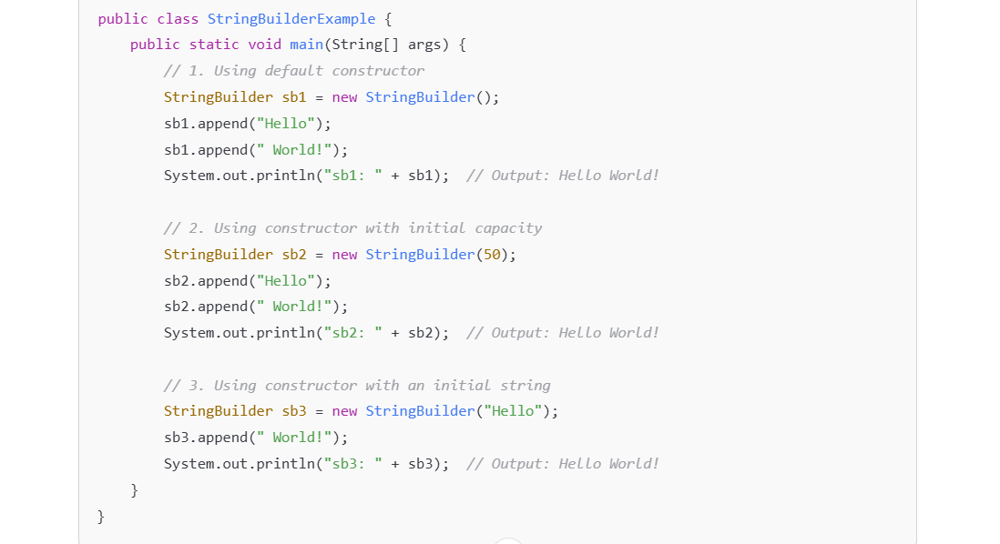 public class StringBuilderExample {
    public static void main(String[] args) {
        // 1. Using default constructor
        StringBuilder sb1 = new StringBuilder();
        sb1.append("Hello");
        sb1.append(" World!");
        System.out.println("sb1: " + sb1);  // Output: Hello World!

        // 2. Using constructor with initial capacity
        StringBuilder sb2 = new StringBuilder(50);
        sb2.append("Hello");
        sb2.append(" World!");
        System.out.println("sb2: " + sb2);  // Output: Hello World!

        // 3. Using constructor with an initial string
        StringBuilder sb3 = new StringBuilder("Hello");
        sb3.append(" World!");
        System.out.println("sb3: " + sb3);  // Output: Hello World!
    }
}